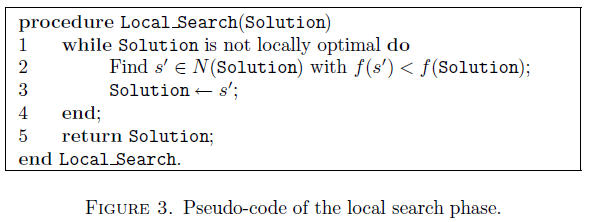 procedure Local_Search(Solution)
1 while Solution is not locally optimal do
2 Find s′ ∈ N(Solution) with f(s′) < f(Solution);
3 Solution ← s′;
4 end;
5 return Solution;
end Local_Search.
FIGURE 3. Pseudo-code of the local search phase.